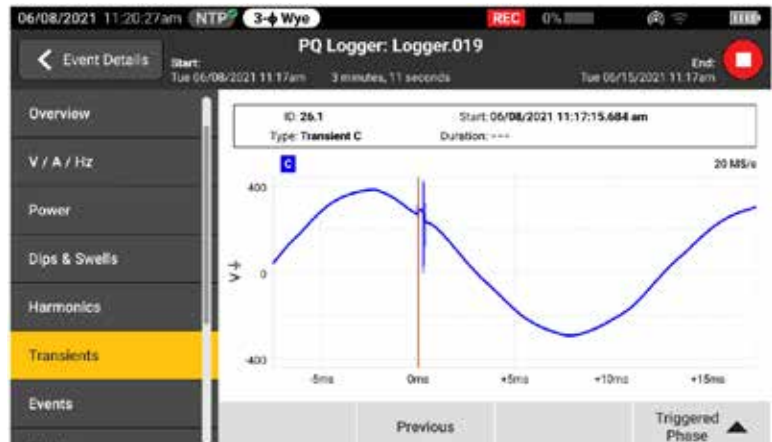 06/08/2021 11:20:27am NTP 3-ɸ Wye REC 0%
Event Details
PQ Logger: Logger.019
Start: End:
Tue 06/08/2021 11:17am 3 minutes, 11 seconds Tue 06/15/2021 11:17am
Overview
V / A / Hz
Power
Dips & Swells
Harmonics
Transients
Events
ID: 26.1 Start: 06/08/2021 11:17:15.684 am
Type: Transient C Duration: ---
C 20 MS/s
400
V
0
-400
-5ms 0ms +5ms +10ms +15ms
Previous
Triggered
Phase